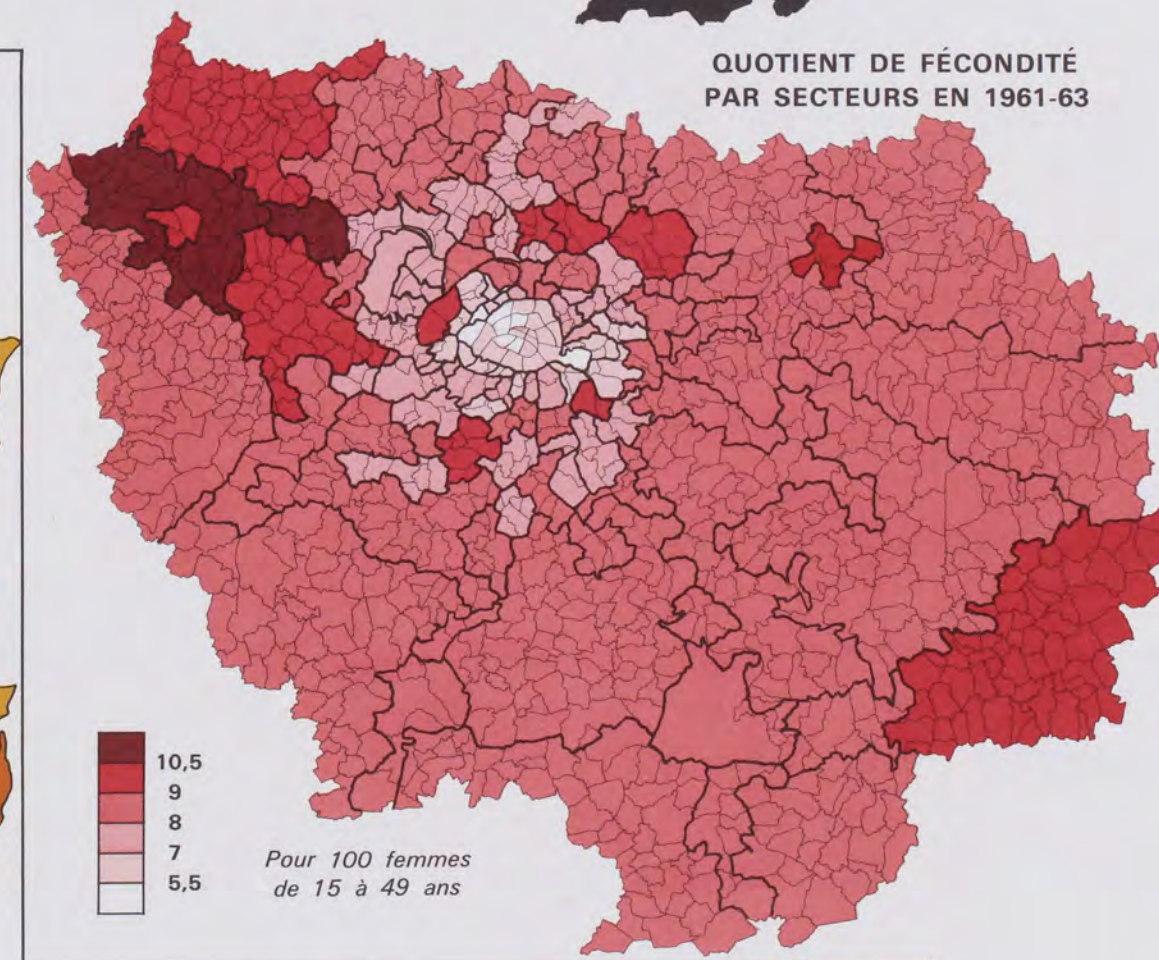 QUOTIENT DE FÉCONDITÉ
PAR SECTEURS EN 1961-63
10,5
9
8
7
5,5
Pour 100 femmes
de 15 à 49 ans